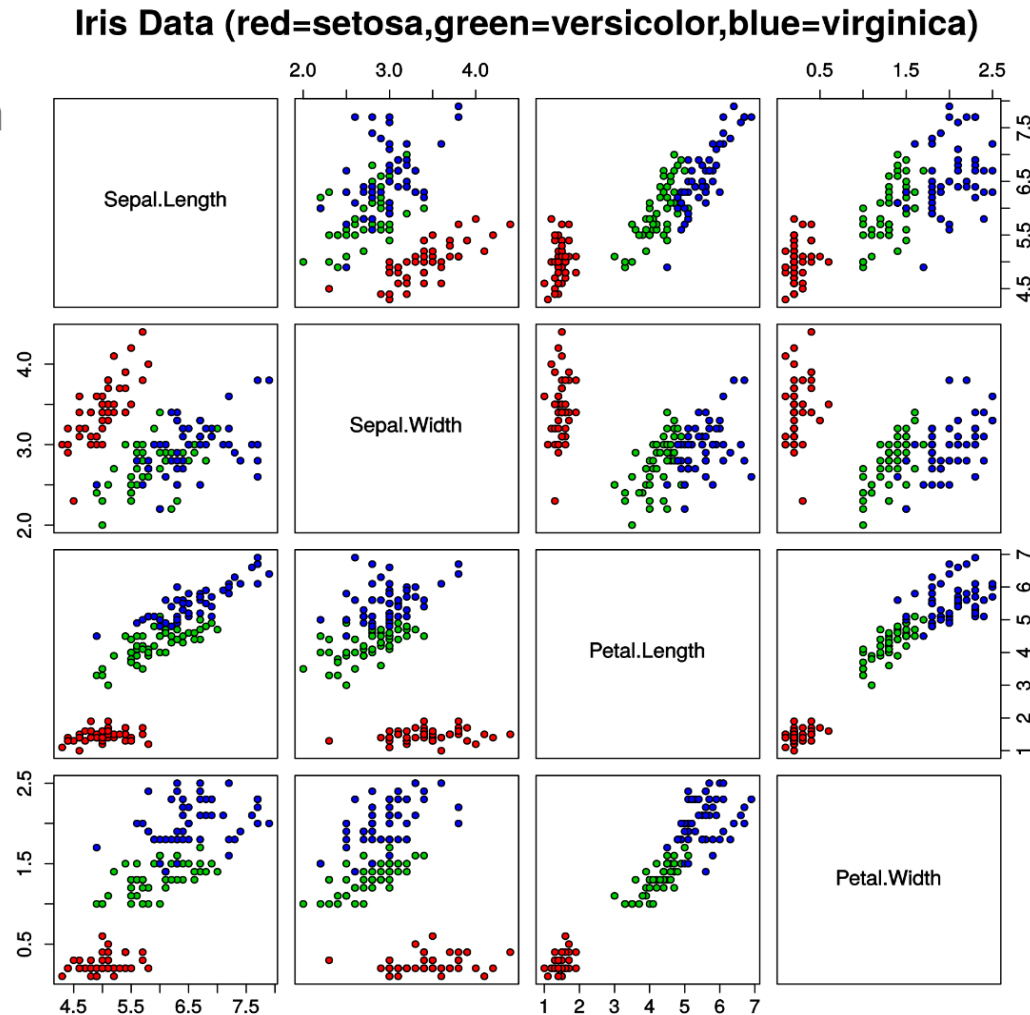 Iris Data (red=setosa,green=versicolor,blue=virginica)
2.0 3.0 4.0 0.5 1.5 2.5
Sepal.Length
4.5 5.5 6.5 7.5
2.0 3.0 4.0
Sepal.Width
Petal.Length
1 2 3 4 5 6 7
0.5 1.5 2.5
Petal.Width
4.5 5.5 6.5 7.5 1 2 3 4 5 6 7